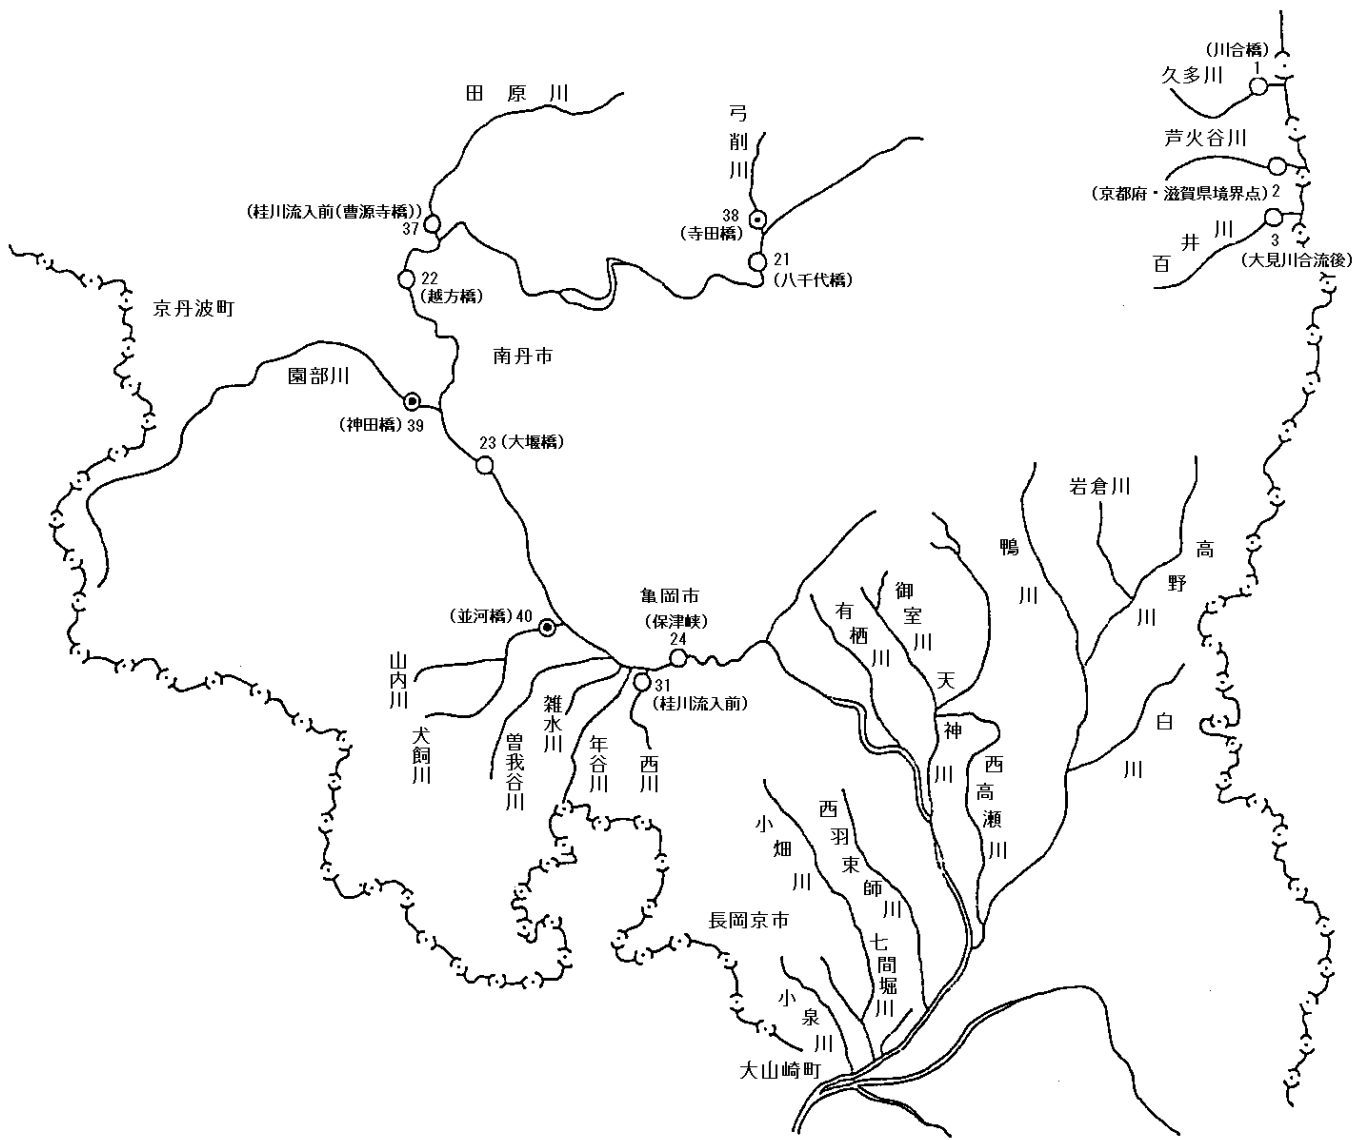 (川合橋)
1
久多川
芦火谷川
(京都府・滋賀県境界点) 2
百井川
3
(大見川合流後)
田原川
弓削川
(桂川流入前(曹源寺橋))
37
38
(寺田橋)
21
(八千代橋)
22
(越方橋)
京丹波町
南丹市
園部川
(神田橋) 39
23 (大堰橋)
岩倉川
鴨川
高野川
亀岡市
(保津峡)
24
(並河橋) 40
有栖川
御室川
天神川
山内川
犬飼川
曽我谷川
雑水川
年谷川
西川
31
(桂川流入前)
白川
西高瀬川
小畑川
西羽束師川
長岡京市
七間堀川
小泉川
大山崎町